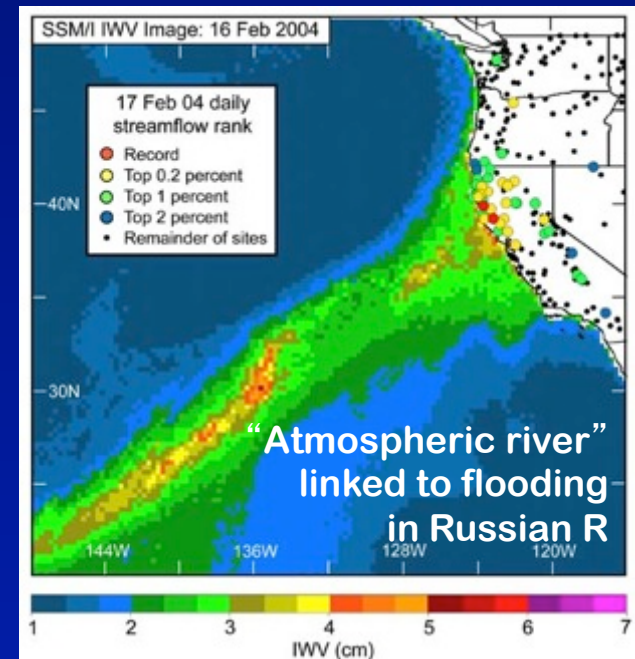 SSM/I IWV Image: 16 Feb 2004
17 Feb 04 daily
streamflow rank
Record
Top 0.2 percent
Top 1 percent
Top 2 percent
Remainder of sites
40N
30N
“Atmospheric river”
linked to flooding
in Russian R
144W 136W 128W 120W
1 2 3 4 5 6 7
IWV (cm)